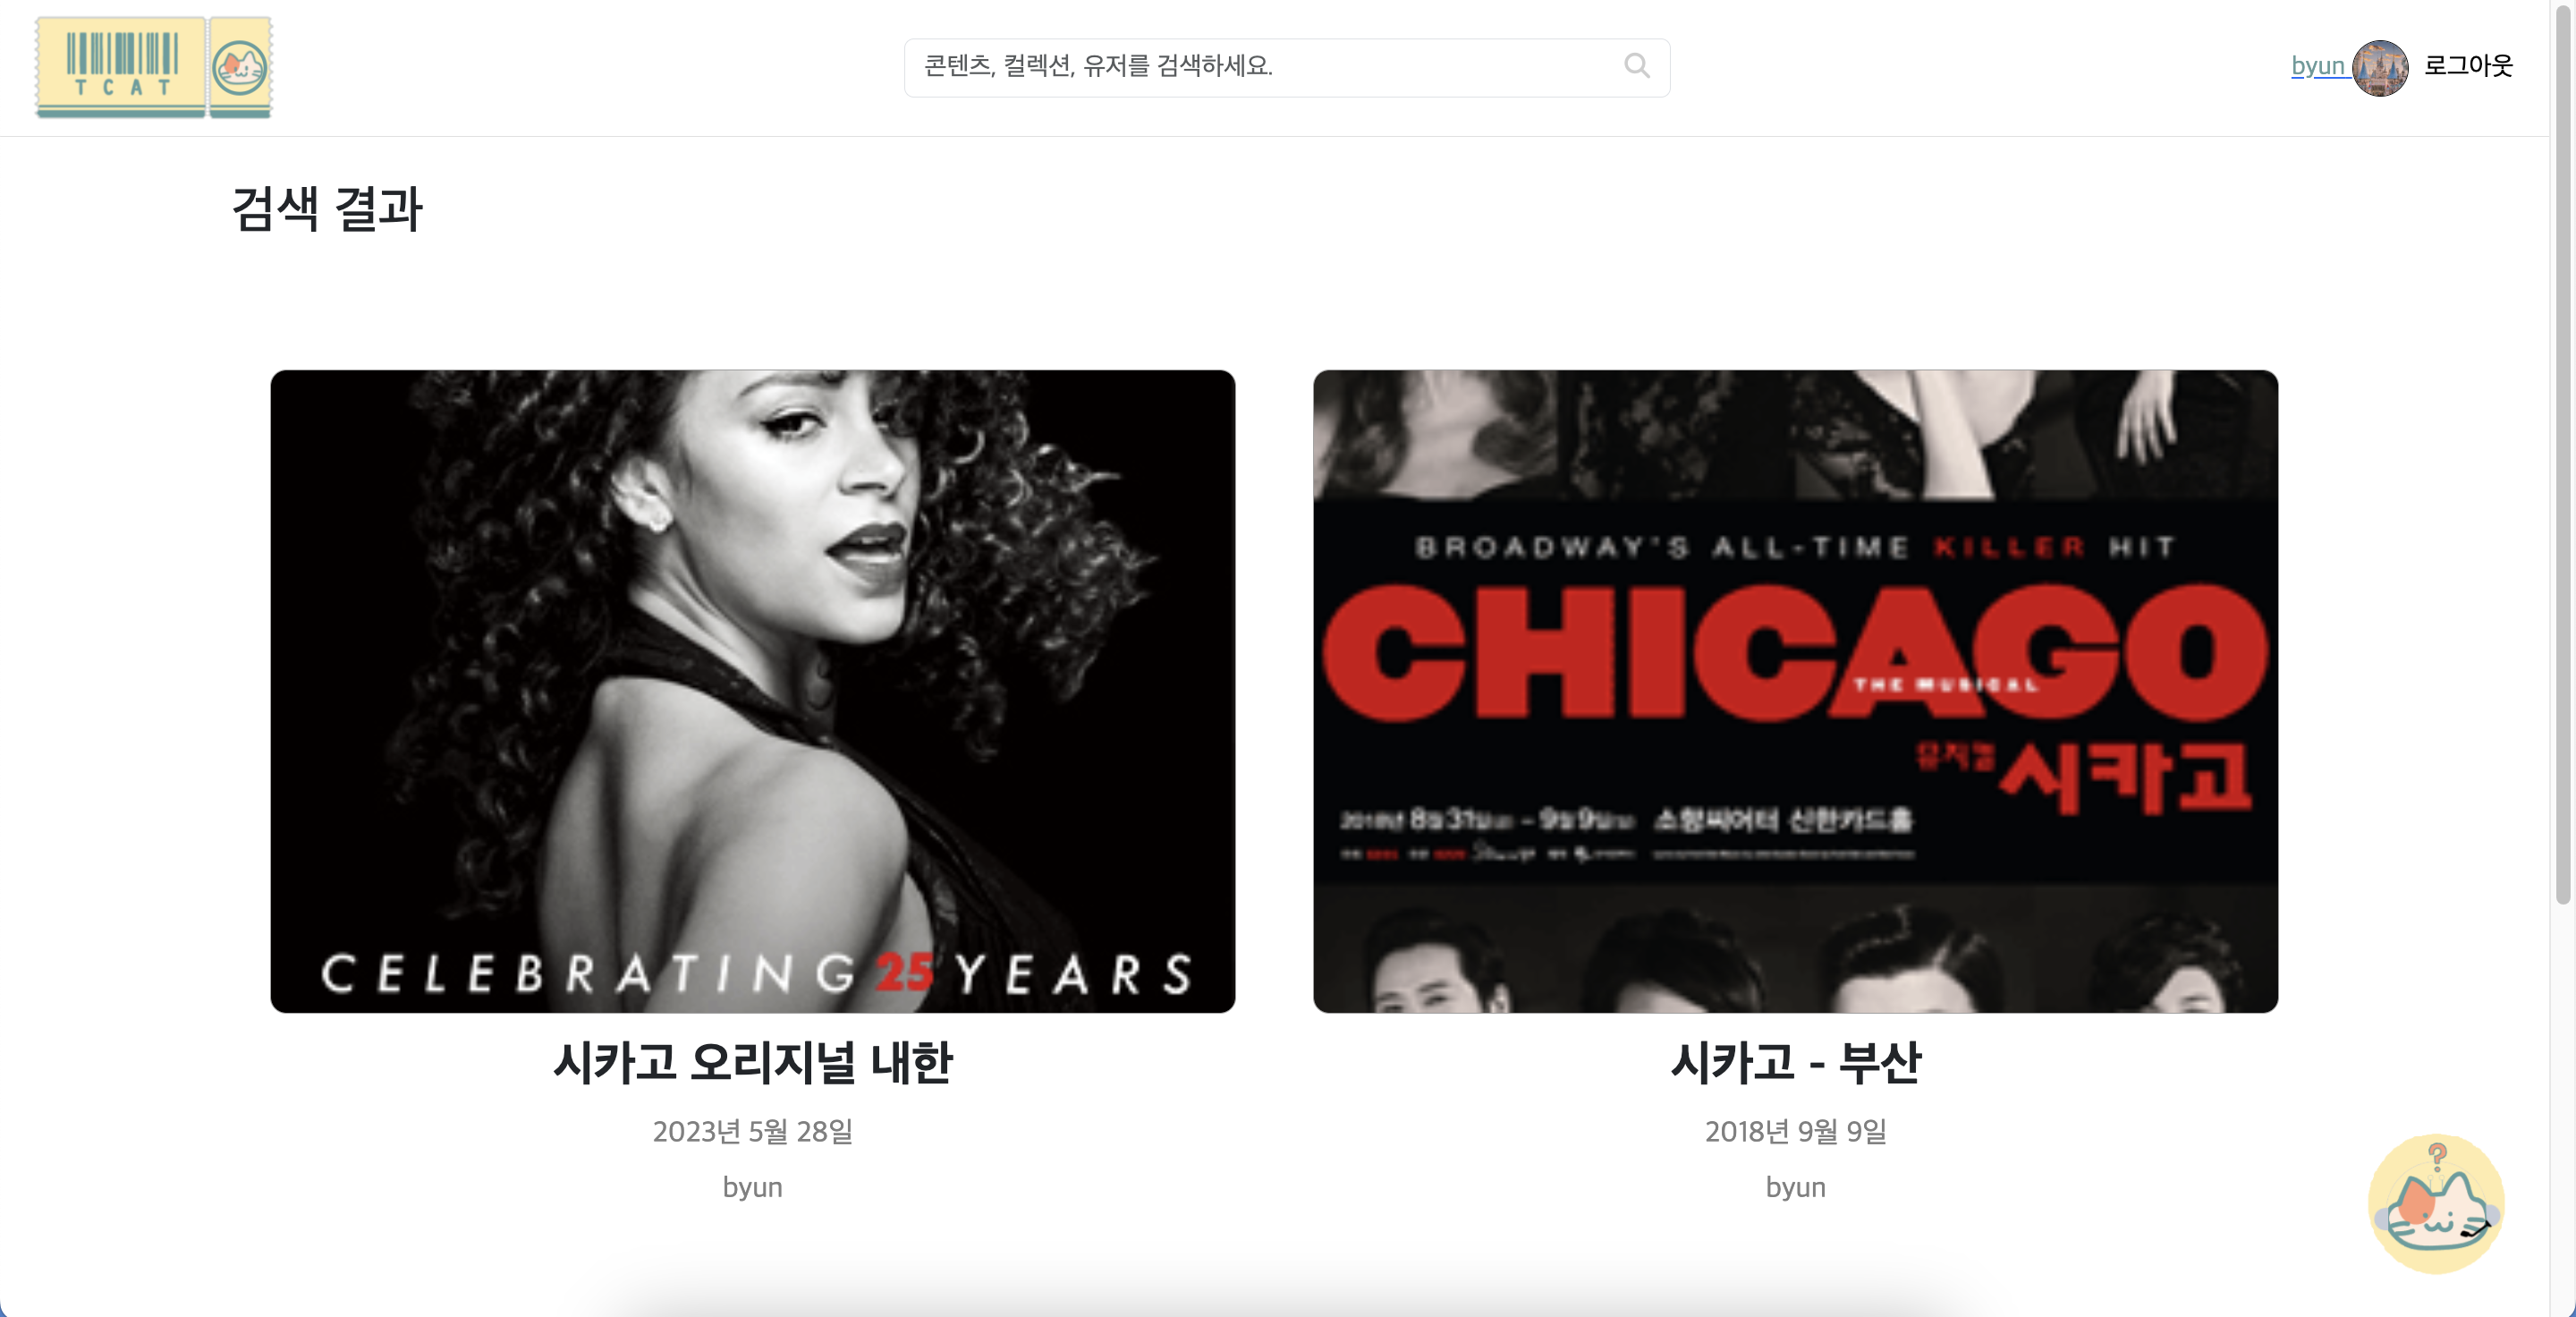 TCAT
콘텐츠, 컬렉션, 유저를 검색하세요.
byun
로그아웃
검색 결과
CELEBRATING 25 YEARS
BROADWAY'S ALL-TIME KILLER HIT
CHICAGO
THE MUSICAL
뮤지컬 시카고
2018년 8월31일 - 9월9일 소향씨어터 신한카드홀
시카고 오리지널 내한
2023년 5월 28일
byun
시카고 - 부산
2018년 9월 9일
byun
?